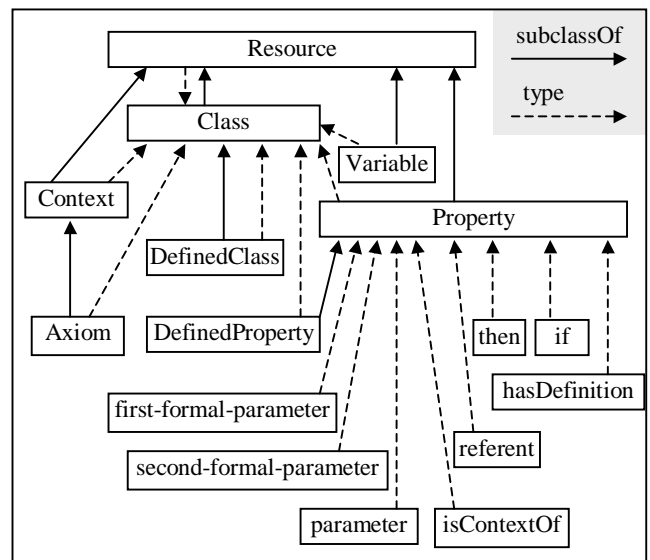 Resource
subclassOf
type
Class
Variable
Context
Property
DefinedClass
Axiom
DefinedProperty
then
if
hasDefinition
first-formal-parameter
referent
second-formal-parameter
parameter
isContextOf